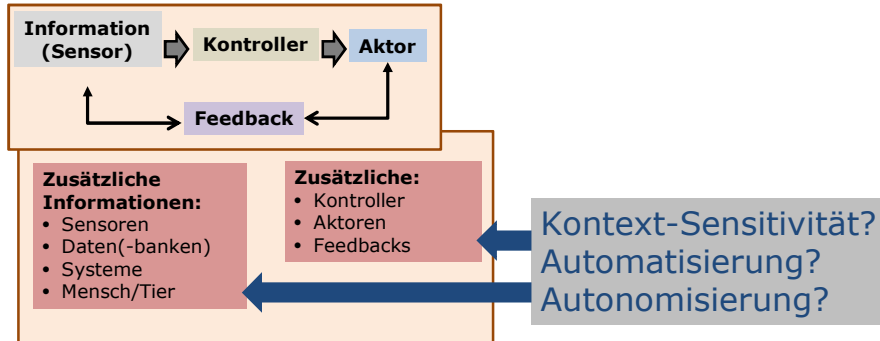 Information
(Sensor)
Kontroller
Aktor
Feedback
Zusätzliche
Informationen:
• Sensoren
• Daten(-banken)
• Systeme
• Mensch/Tier
Zusätzliche:
• Kontroller
• Aktoren
• Feedbacks
Kontext-Sensitivität?
Automatisierung?
Autonomisierung?